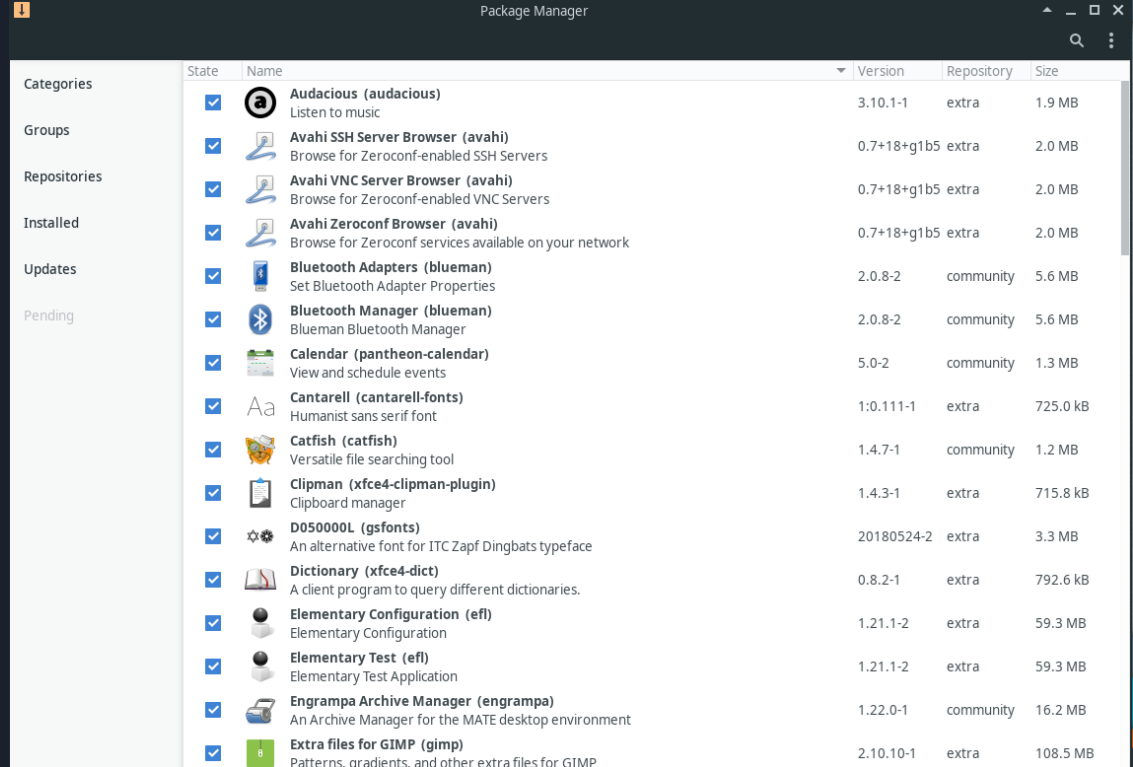 Package Manager
Categories
Groups
Repositories
Installed
Updates
Pending
State Name Version Repository Size
Audacious (audacious)
Listen to music
3.10.1-1 extra 1.9 MB
Avahi SSH Server Browser (avahi)
Browse for Zeroconf-enabled SSH Servers
0.7+18+g1b5 extra 2.0 MB
Avahi VNC Server Browser (avahi)
Browse for Zeroconf-enabled VNC Servers
0.7+18+g1b5 extra 2.0 MB
Avahi Zeroconf Browser (avahi)
Browse for Zeroconf services available on your network
0.7+18+g1b5 extra 2.0 MB
Bluetooth Adapters (blueman)
Set Bluetooth Adapter Properties
2.0.8-2 community 5.6 MB
Bluetooth Manager (blueman)
Blueman Bluetooth Manager
2.0.8-2 community 5.6 MB
Calendar (pantheon-calendar)
View and schedule events
5.0-2 community 1.3 MB
Aa
Cantarell (cantarell-fonts)
Humanist sans serif font
1:0.111-1 extra 725.0 kB
Catfish (catfish)
Versatile file searching tool
1.4.7-1 community 1.2 MB
Clipman (xfce4-clipman-plugin)
Clipboard manager
1.4.3-1 extra 715.8 kB
D050000L (gsfonts)
An alternative font for ITC Zapf Dingbats typeface
20180524-2 extra 3.3 MB
Dictionary (xfce4-dict)
A client program to query different dictionaries.
0.8.2-1 extra 792.6 kB
Elementary Configuration (efl)
Elementary Configuration
1.21.1-2 extra 59.3 MB
Elementary Test (efl)
Elementary Test Application
1.21.1-2 extra 59.3 MB
Engrampa Archive Manager (engrampa)
An Archive Manager for the MATE desktop environment
1.22.0-1 community 16.2 MB
Extra files for GIMP (gimp)
Patterns, gradients, and other extra files for GIMP
2.10.10-1 extra 108.5 MB